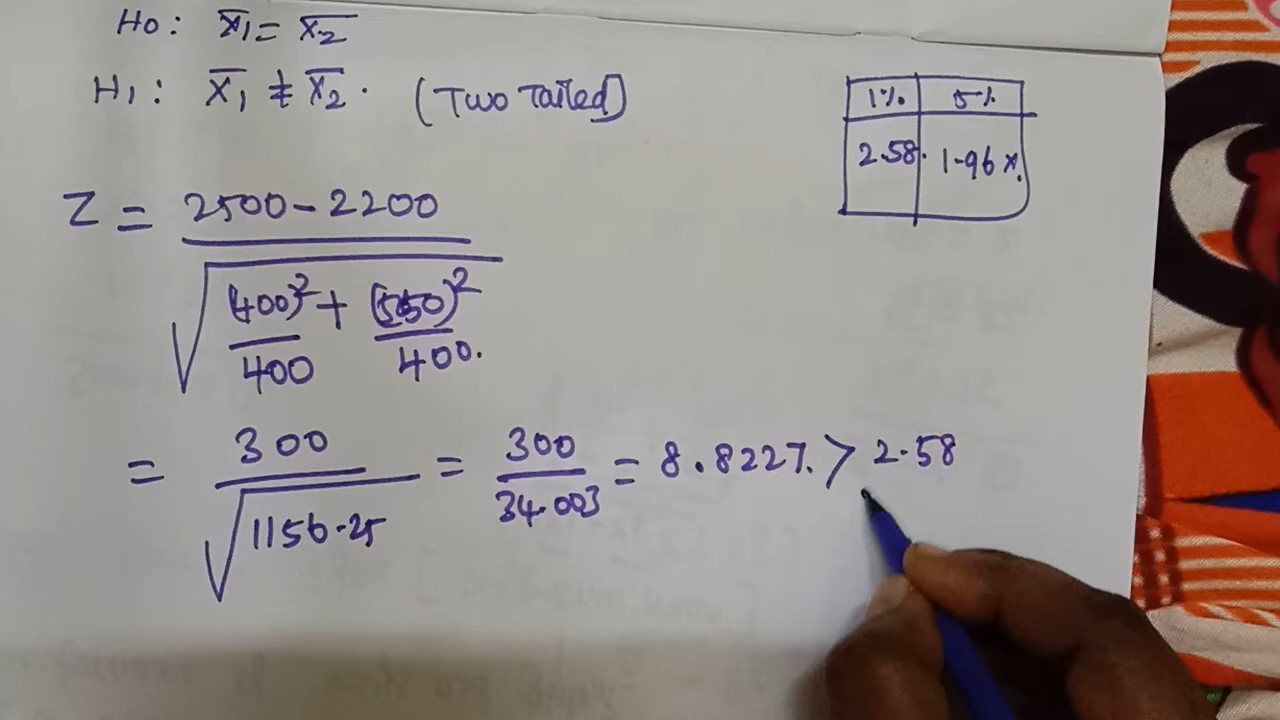 H0: x̄1 = x̄2
H1: x̄1 ≠ x̄2. (Two Tailed)
1% 5%
2.58. 1.96 *.
Z = 2500 - 2200
√ (400)² + (550)²
400 400.
= 300 = 300 = 8.8227. > 2.58
√1156.25 34.003